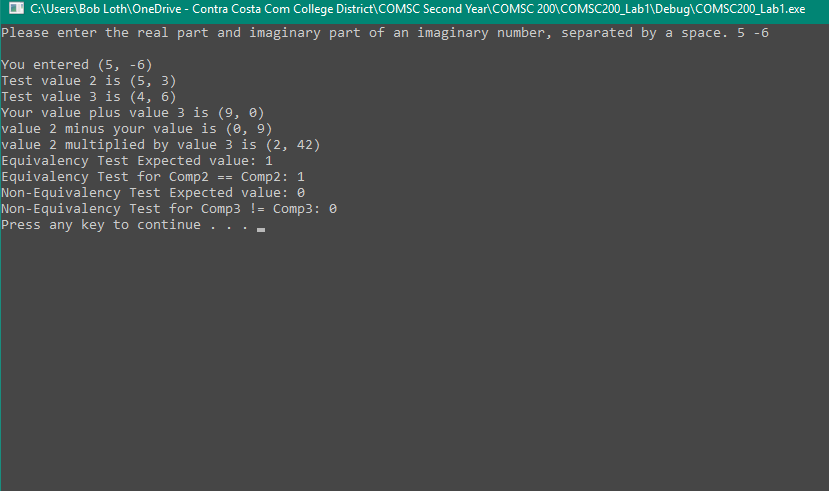 C:\Users\Bob Loth\OneDrive - Contra Costa Com College District\COMSC Second Year\COMSC 200\COMSC200_Lab1\Debug\COMSC200_Lab1.exe
Please enter the real part and imaginary part of an imaginary number, separated by a space. 5 -6
You entered (5, -6)
Test value 2 is (5, 3)
Test value 3 is (4, 6)
Your value plus value 3 is (9, 0)
value 2 minus your value is (0, 9)
value 2 multiplied by value 3 is (2, 42)
Equivalency Test Expected value: 1
Equivalency Test for Comp2 == Comp2: 1
Non-Equivalency Test Expected value: 0
Non-Equivalency Test for Comp3 != Comp3: 0
Press any key to continue . . .